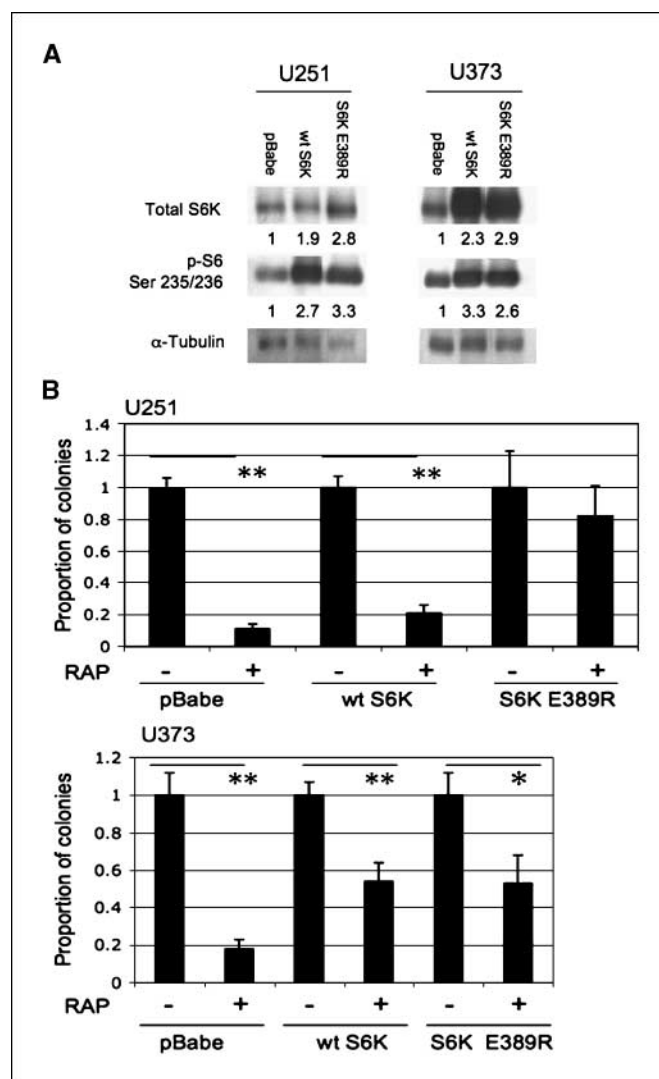 A
U251 U373
pBabe wt S6K S6K E389R pBabe wt S6K S6K E389R
Total S6K
1 1.9 2.8 1 2.3 2.9
p-S6
Ser 235/236
1 2.7 3.3 1 3.3 2.6
α-Tubulin
B
U251
Proportion of colonies
1.4
1.2
1
0.8
0.6
0.4
0.2
0
** **
RAP - + - + - +
pBabe wt S6K S6K E389R
U373
Proportion of colonies
1.2
1
0.8
0.6
0.4
0.2
0
** ** *
RAP - + - + - +
pBabe wt S6K S6K E389R